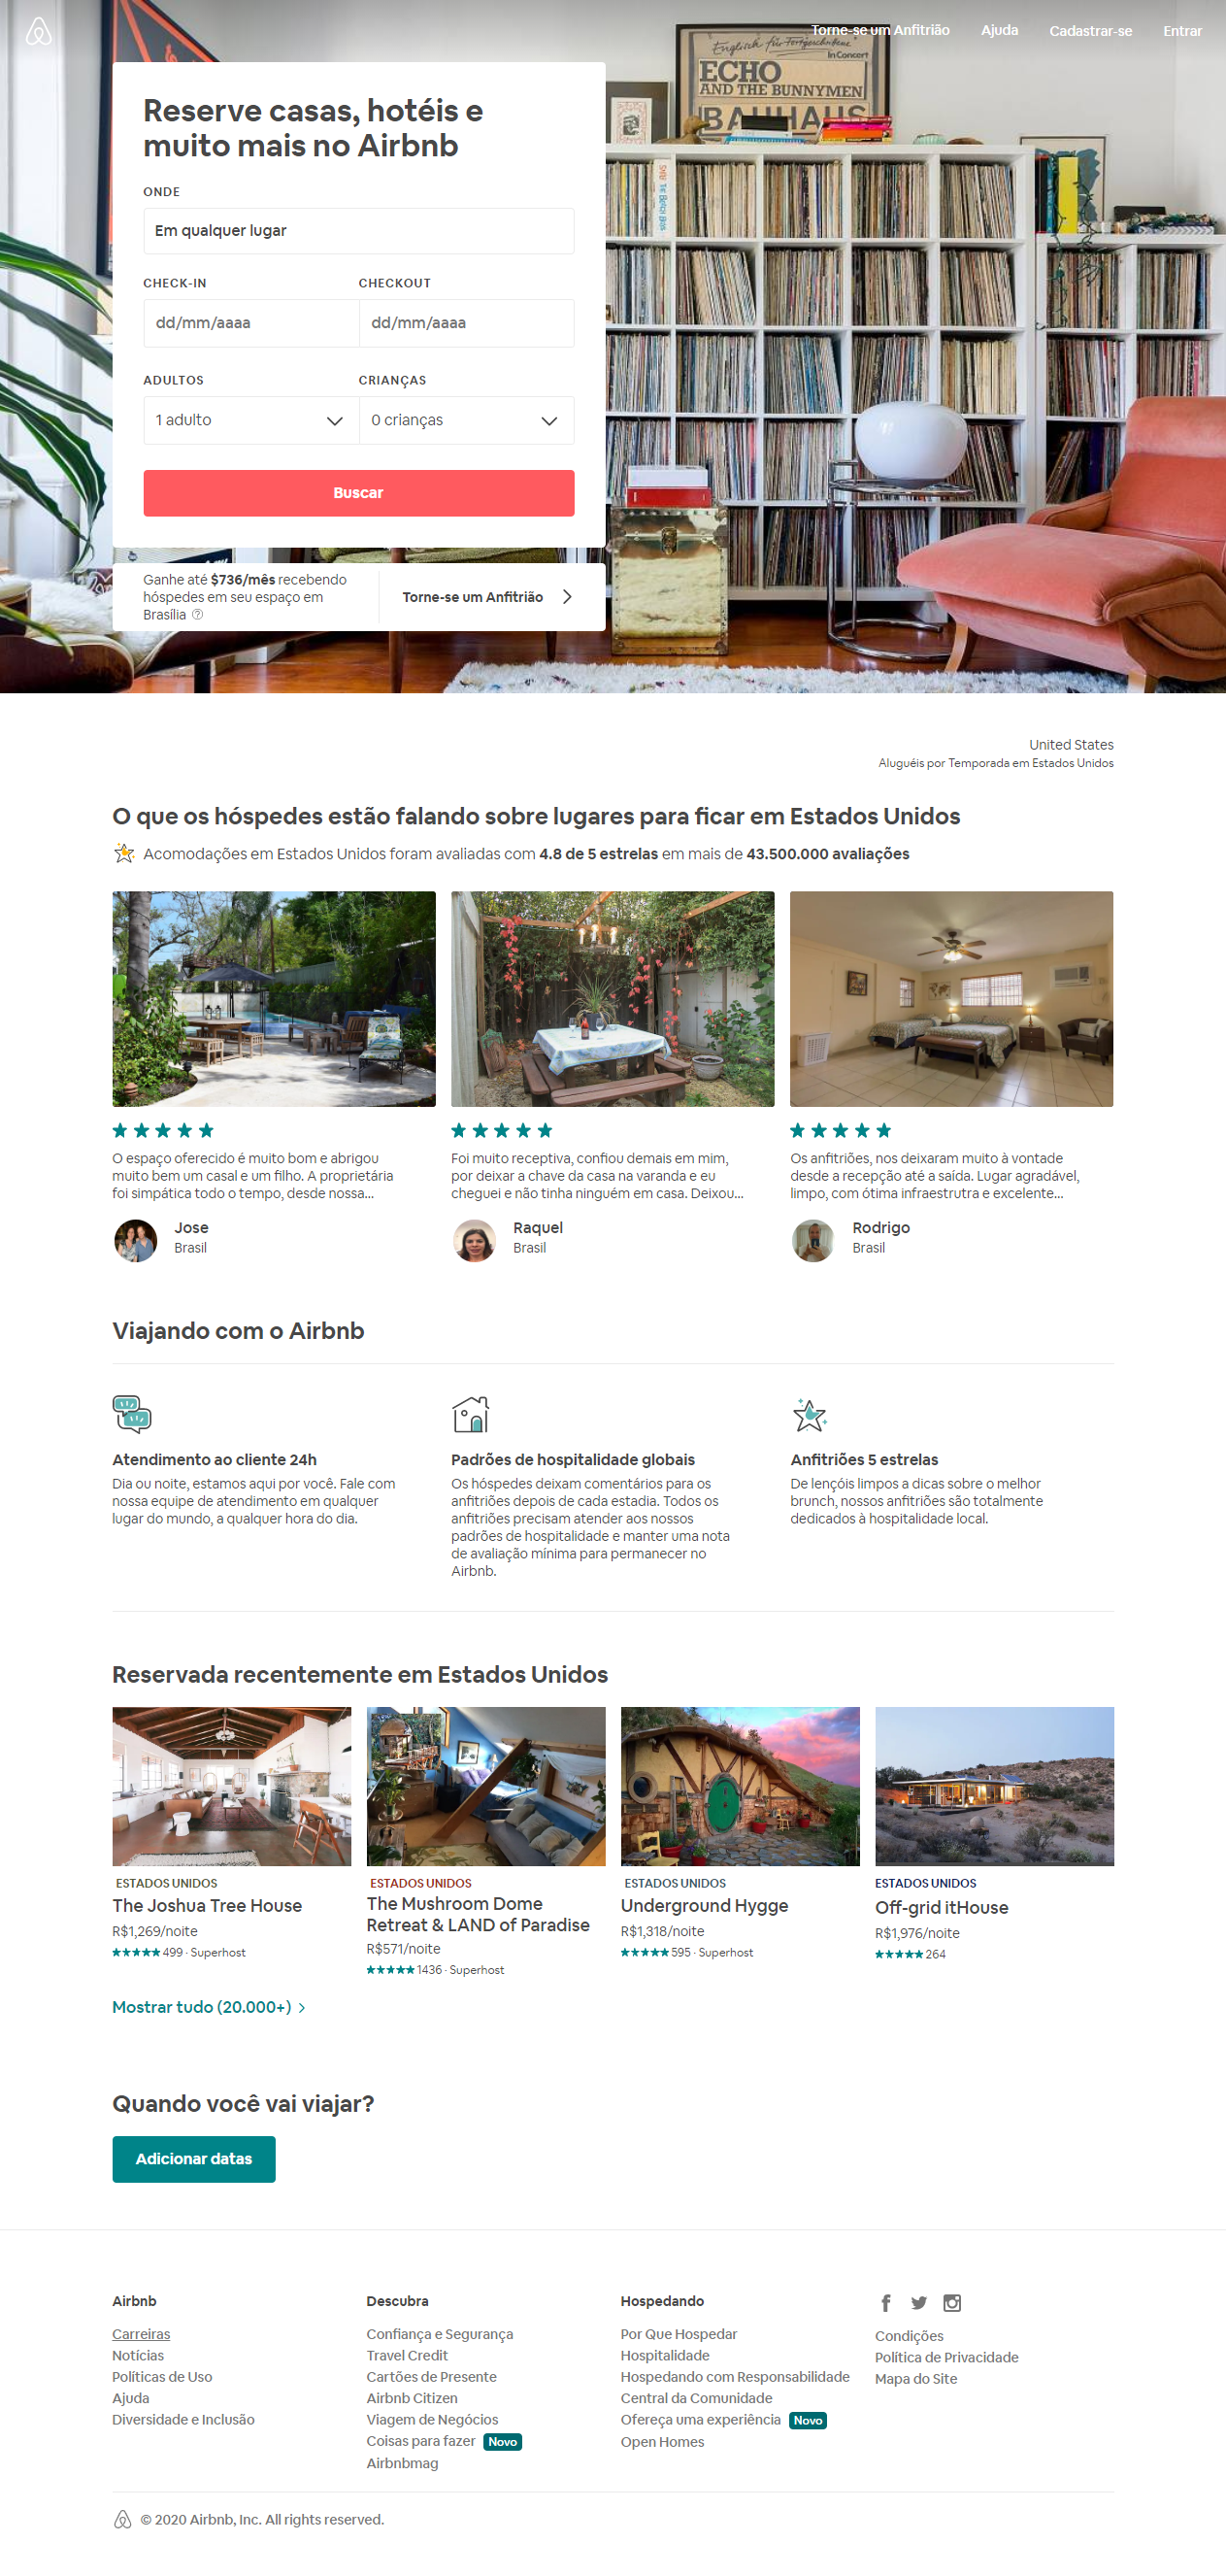 Torne-se um Anfitrião
Ajuda
Cadastrar-se
Entrar
Englisch für Fortgeschrittene
in Concert
ECHO
AND THE BUNNYMEN
BAUHAUS
Reserve casas, hotéis e
muito mais no Airbnb
ONDE
Em qualquer lugar
CHECK-IN
CHECKOUT
dd/mm/aaaa
dd/mm/aaaa
ADULTOS
CRIANÇAS
1 adulto
0 crianças
Buscar
Ganhe até $736/mês recebendo
hóspedes em seu espaço em
Brasília
Torne-se um Anfitrião
United States
Aluguéis por Temporada em Estados Unidos
O que os hóspedes estão falando sobre lugares para ficar em Estados Unidos
Acomodações em Estados Unidos foram avaliadas com 4.8 de 5 estrelas em mais de 43.500.000 avaliações
O espaço oferecido é muito bom e abrigou
muito bem um casal e um filho. A proprietária
foi simpática todo o tempo, desde nossa...
Jose
Brasil
Foi muito receptiva, confiou demais em mim,
por deixar a chave da casa na varanda e eu
cheguei e não tinha ninguém em casa. Deixou...
Raquel
Brasil
Os anfitriões, nos deixaram muito à vontade
desde a recepção até a saída. Lugar agradável,
limpo, com ótima infraestrutra e excelente...
Rodrigo
Brasil
Viajando com o Airbnb
Atendimento ao cliente 24h
Dia ou noite, estamos aqui por você. Fale com
nossa equipe de atendimento em qualquer
lugar do mundo, a qualquer hora do dia.
Padrões de hospitalidade globais
Os hóspedes deixam comentários para os
anfitriões depois de cada estadia. Todos os
anfitriões precisam atender aos nossos
padrões de hospitalidade e manter uma nota
de avaliação mínima para permanecer no
Airbnb.
Anfitriões 5 estrelas
De lençóis limpos a dicas sobre o melhor
brunch, nossos anfitriões são totalmente
dedicados à hospitalidade local.
Reservada recentemente em Estados Unidos
ESTADOS UNIDOS
The Joshua Tree House
R$1,269/noite
499 · Superhost
ESTADOS UNIDOS
The Mushroom Dome
Retreat & LAND of Paradise
R$571/noite
1436 · Superhost
ESTADOS UNIDOS
Underground Hygge
R$1,318/noite
595 · Superhost
ESTADOS UNIDOS
Off-grid itHouse
R$1,976/noite
264
Mostrar tudo (20.000+)
Quando você vai viajar?
Adicionar datas
Airbnb
Carreiras
Notícias
Políticas de Uso
Ajuda
Diversidade e Inclusão
Descubra
Confiança e Segurança
Travel Credit
Cartões de Presente
Airbnb Citizen
Viagem de Negócios
Coisas para fazer Novo
Airbnbmag
Hospedando
Por Que Hospedar
Hospitalidade
Hospedando com Responsabilidade
Central da Comunidade
Ofereça uma experiência Novo
Open Homes
Condições
Política de Privacidade
Mapa do Site
© 2020 Airbnb, Inc. All rights reserved.